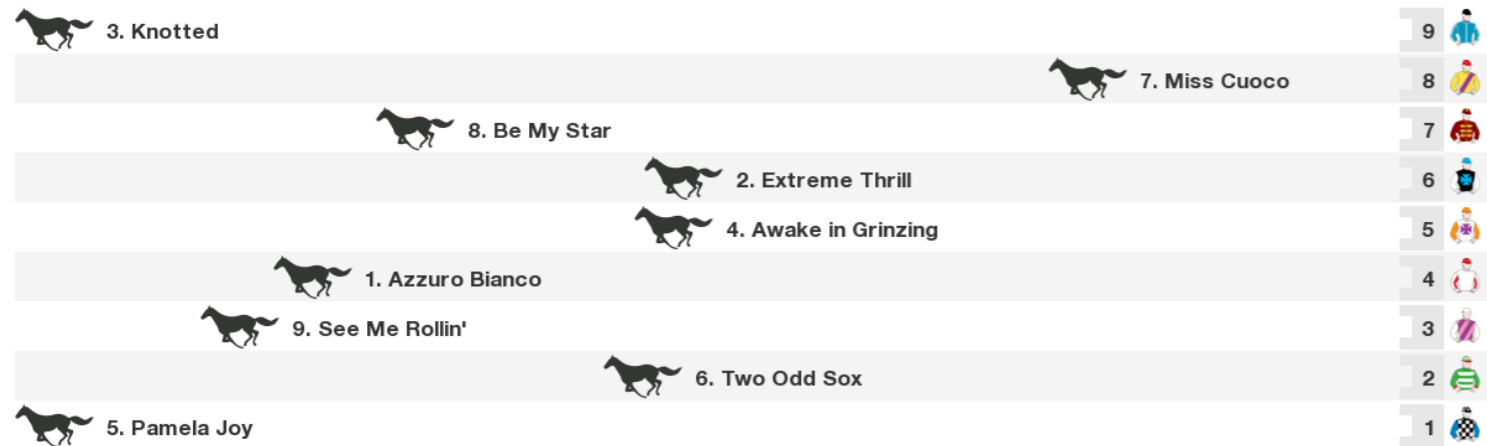 3. Knotted 9
7. Miss Cuoco 8
8. Be My Star 7
2. Extreme Thrill 6
4. Awake in Grinzing 5
1. Azzuro Bianco 4
9. See Me Rollin' 3
6. Two Odd Sox 2
5. Pamela Joy 1